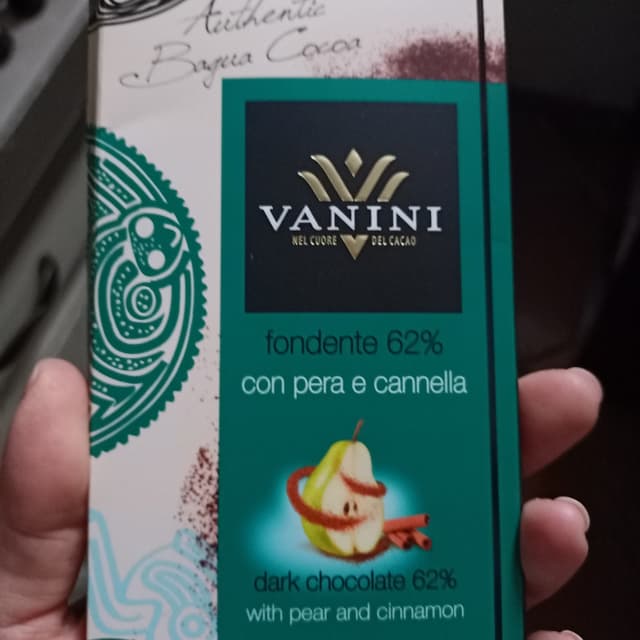 Authentic
Bagua Cocoa
VANINI
NEL CUORE DEL CACAO
fondente 62%
con pera e cannella
dark chocolate 62%
with pear and cinnamon